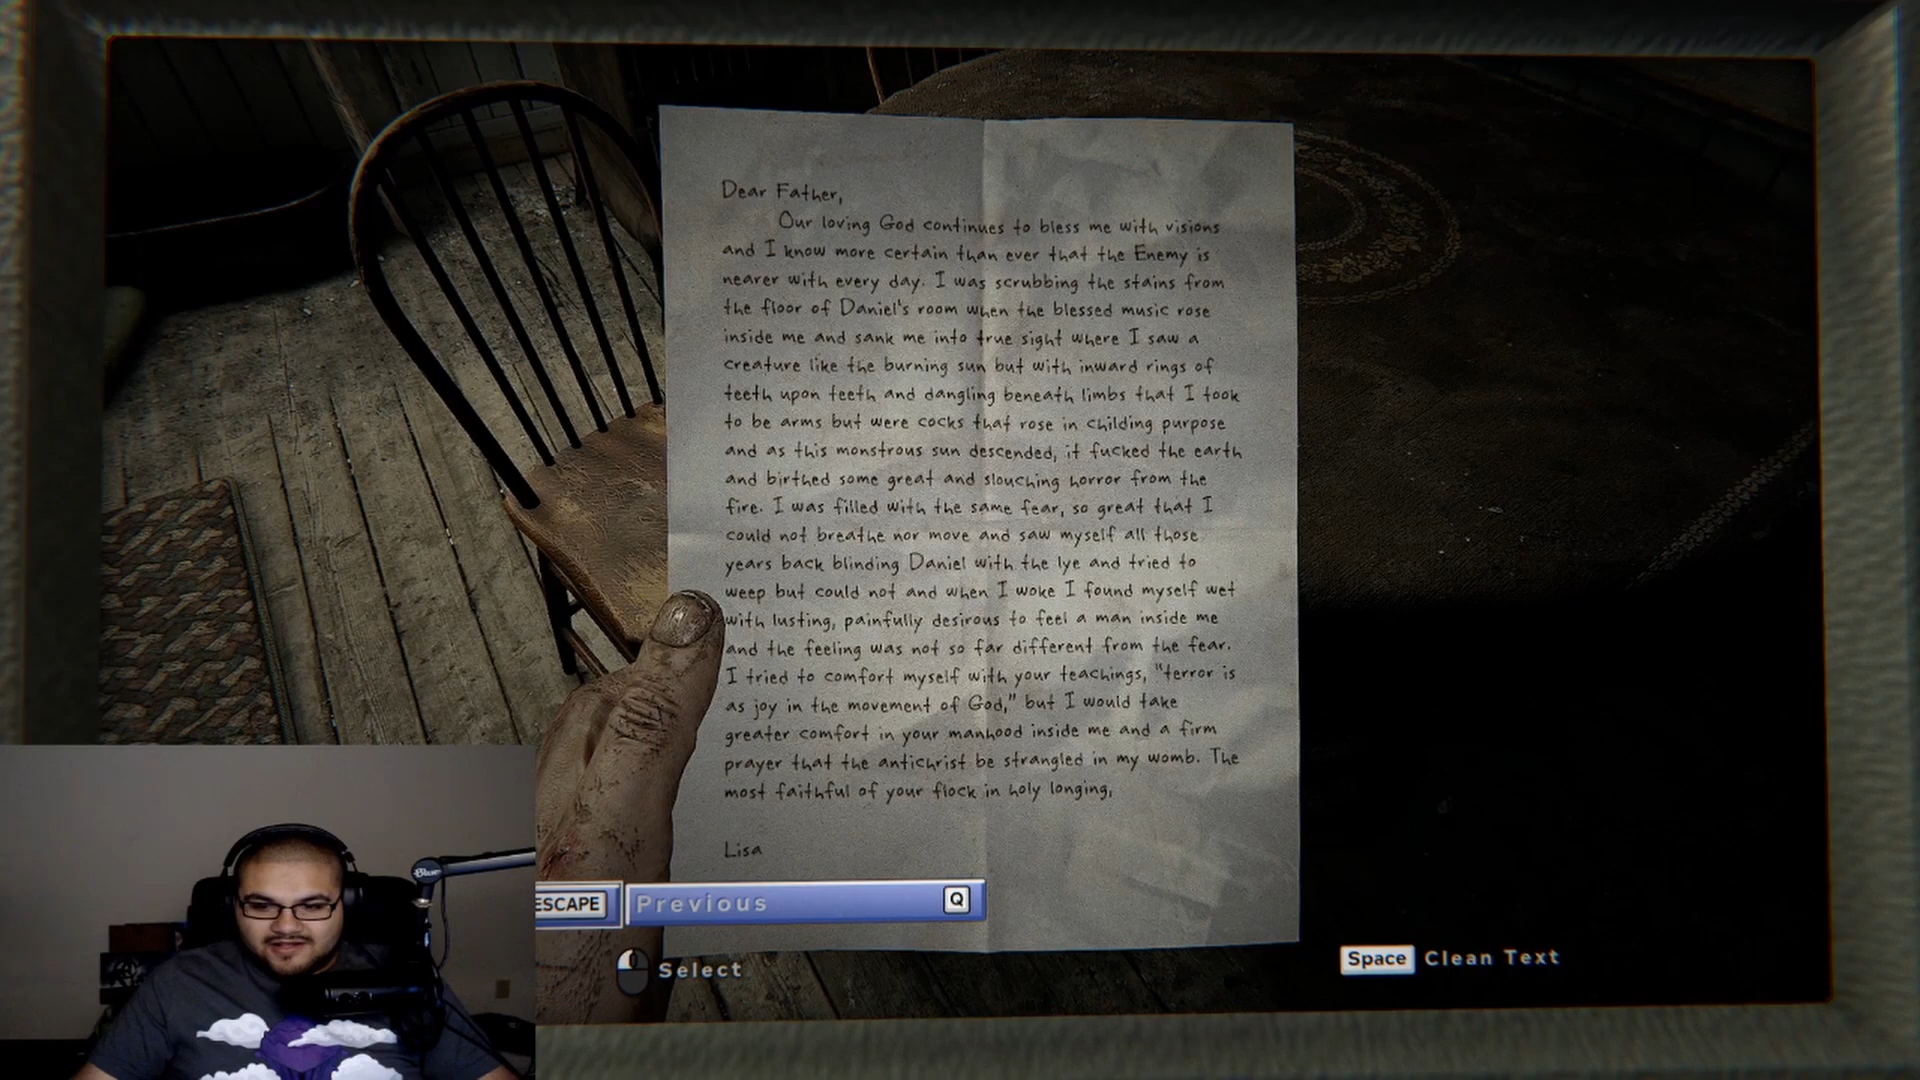 Dear Father,
Our loving God continues to bless me with visions
and I know more certain than ever that the Enemy is
nearer with every day. I was scrubbing the stains from
the floor of Daniel's room when the blessed music rose
inside me and sank me into true sight where I saw a
creature like the burning sun but with inward rings of
teeth upon teeth and dangling beneath limbs that I took
to be arms but were cocks that rose in childing purpose
and as this monstrous sun descended, it fucked the earth
and birthed some great and slouching horror from the
fire. I was filled with the same fear, so great that I
could not breathe nor move and saw myself all those
years back blinding Daniel with the lye and tried to
weep but could not and when I woke I found myself wet
with lusting, painfully desirous to feel a man inside me
and the feeling was not so far different from the fear.
I tried to comfort myself with your teachings, "terror is
as joy in the movement of God," but I would take
greater comfort in your manhood inside me and a firm
prayer that the antichrist be strangled in my womb. The
most faithful of your flock in holy longing,
Lisa
ESCAPE Previous Q
Select
Space Clean Text
Blue